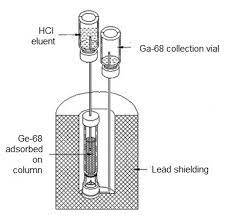 HCl
eluent
Ga-68 collection vial
Ge-68
adsorbed
on
column
Lead shielding